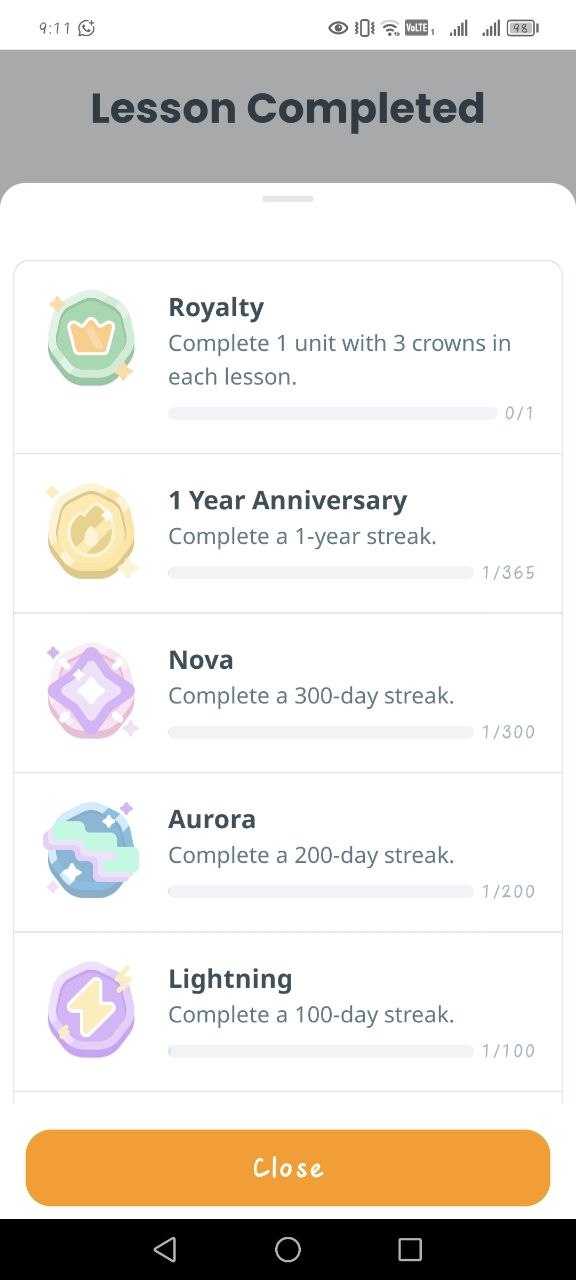 9:11
VoLTE 1
98
Lesson Completed
Royalty
Complete 1 unit with 3 crowns in
each lesson.
0/1
1 Year Anniversary
Complete a 1-year streak.
1/365
Nova
Complete a 300-day streak.
1/300
Aurora
Complete a 200-day streak.
1/200
Lightning
Complete a 100-day streak.
1/100
Close